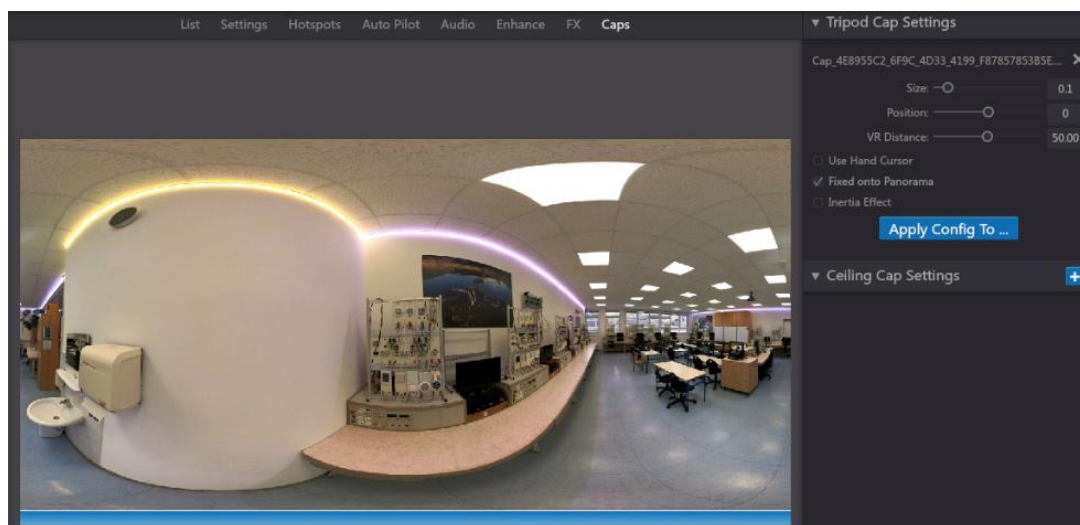 List Settings Hotspots Auto Pilot Audio Enhance FX Caps
▼ Tripod Cap Settings
Cap_4E8955C2_6F9C_4D33_4199_F87857853B5E...
Size: 0.1
Position: 0
VR Distance: 50.00
Use Hand Cursor
Fixed onto Panorama
Inertia Effect
Apply Config To ...
▼ Ceiling Cap Settings +